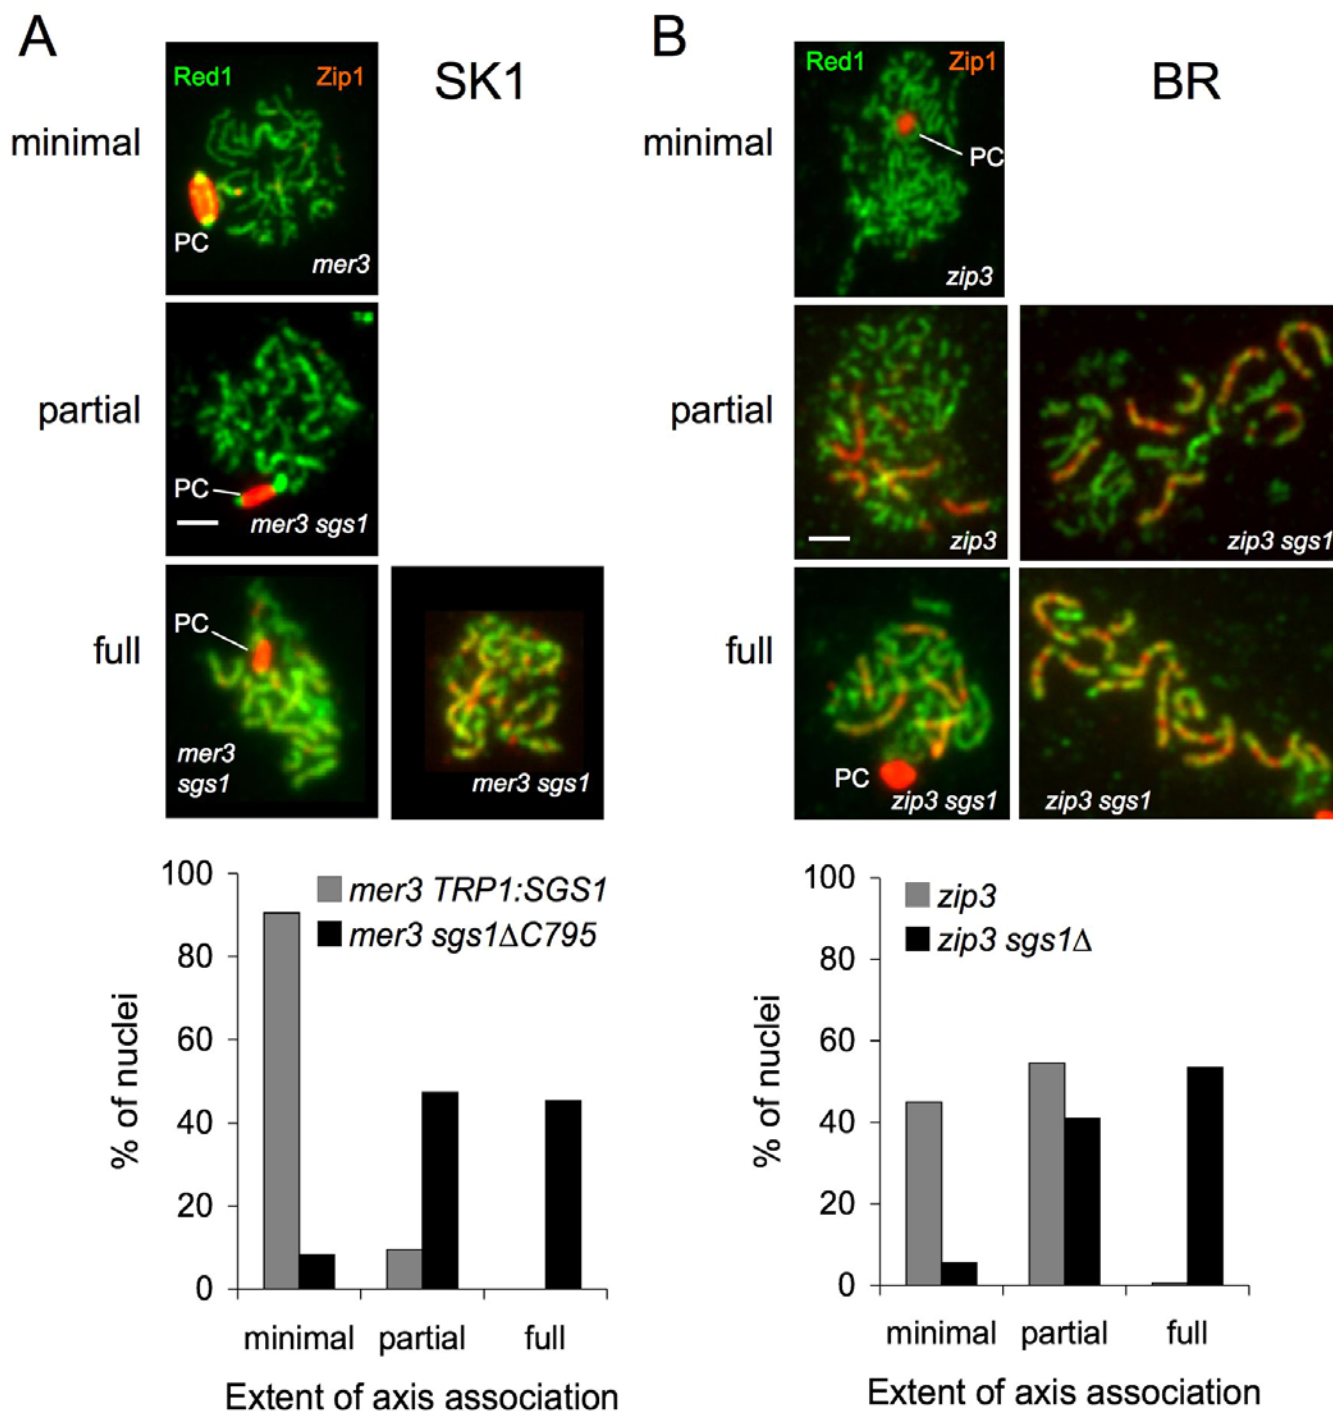 A
SK1
Red1 Zip1
minimal
PC
mer3
partial
PC
mer3 sgs1
full
PC
mer3
sgs1
mer3 sgs1
100
80
60
40
20
0
% of nuclei
mer3 TRP1:SGS1
mer3 sgs1ΔC795
minimal partial full
Extent of axis association
B
BR
Red1 Zip1
minimal
PC
zip3
partial
zip3
zip3 sgs1
full
PC
zip3 sgs1
zip3 sgs1
100
80
60
40
20
0
% of nuclei
zip3
zip3 sgs1Δ
minimal partial full
Extent of axis association